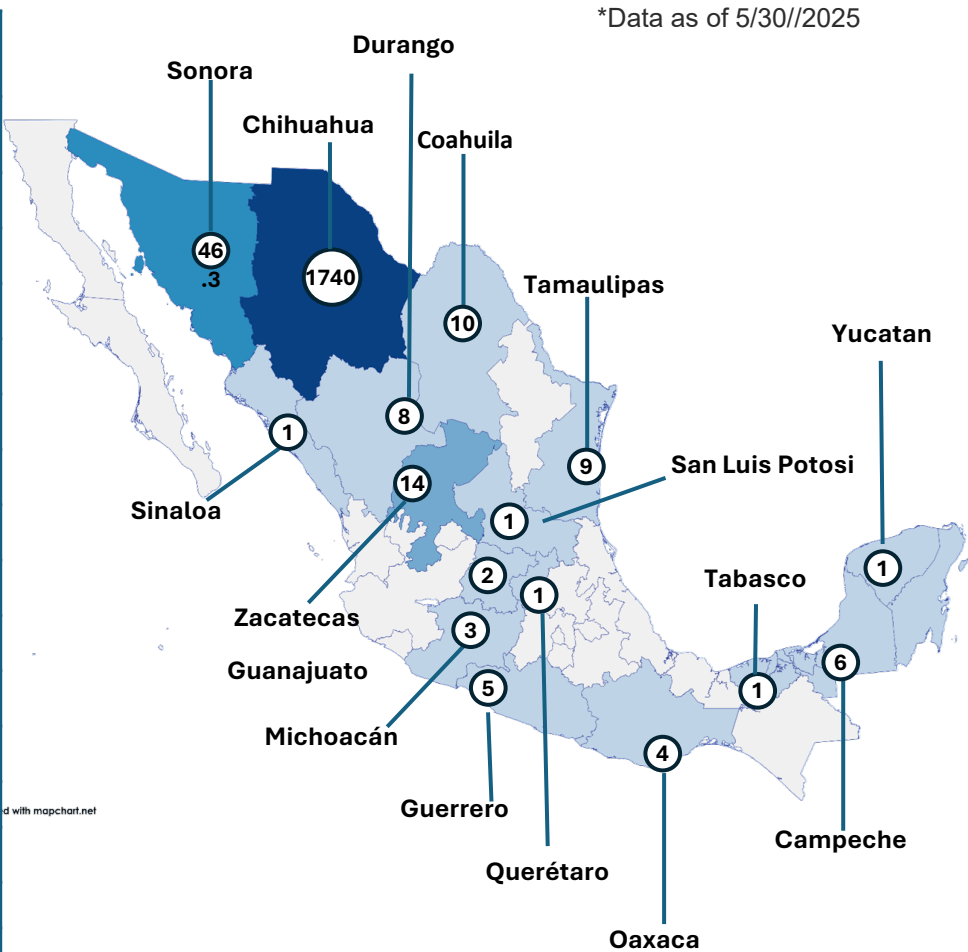 *Data as of 5/30//2025
Durango
Sonora
Chihuahua
Coahuila
46
.3
1740
Tamaulipas
10
Yucatan
8
1
9
San Luis Potosi
14
Sinaloa
1
1
2
Tabasco
1
Zacatecas
3
Guanajuato
6
5
1
Michoacán
4
Guerrero
d with mapchart.net
Campeche
Querétaro
Oaxaca